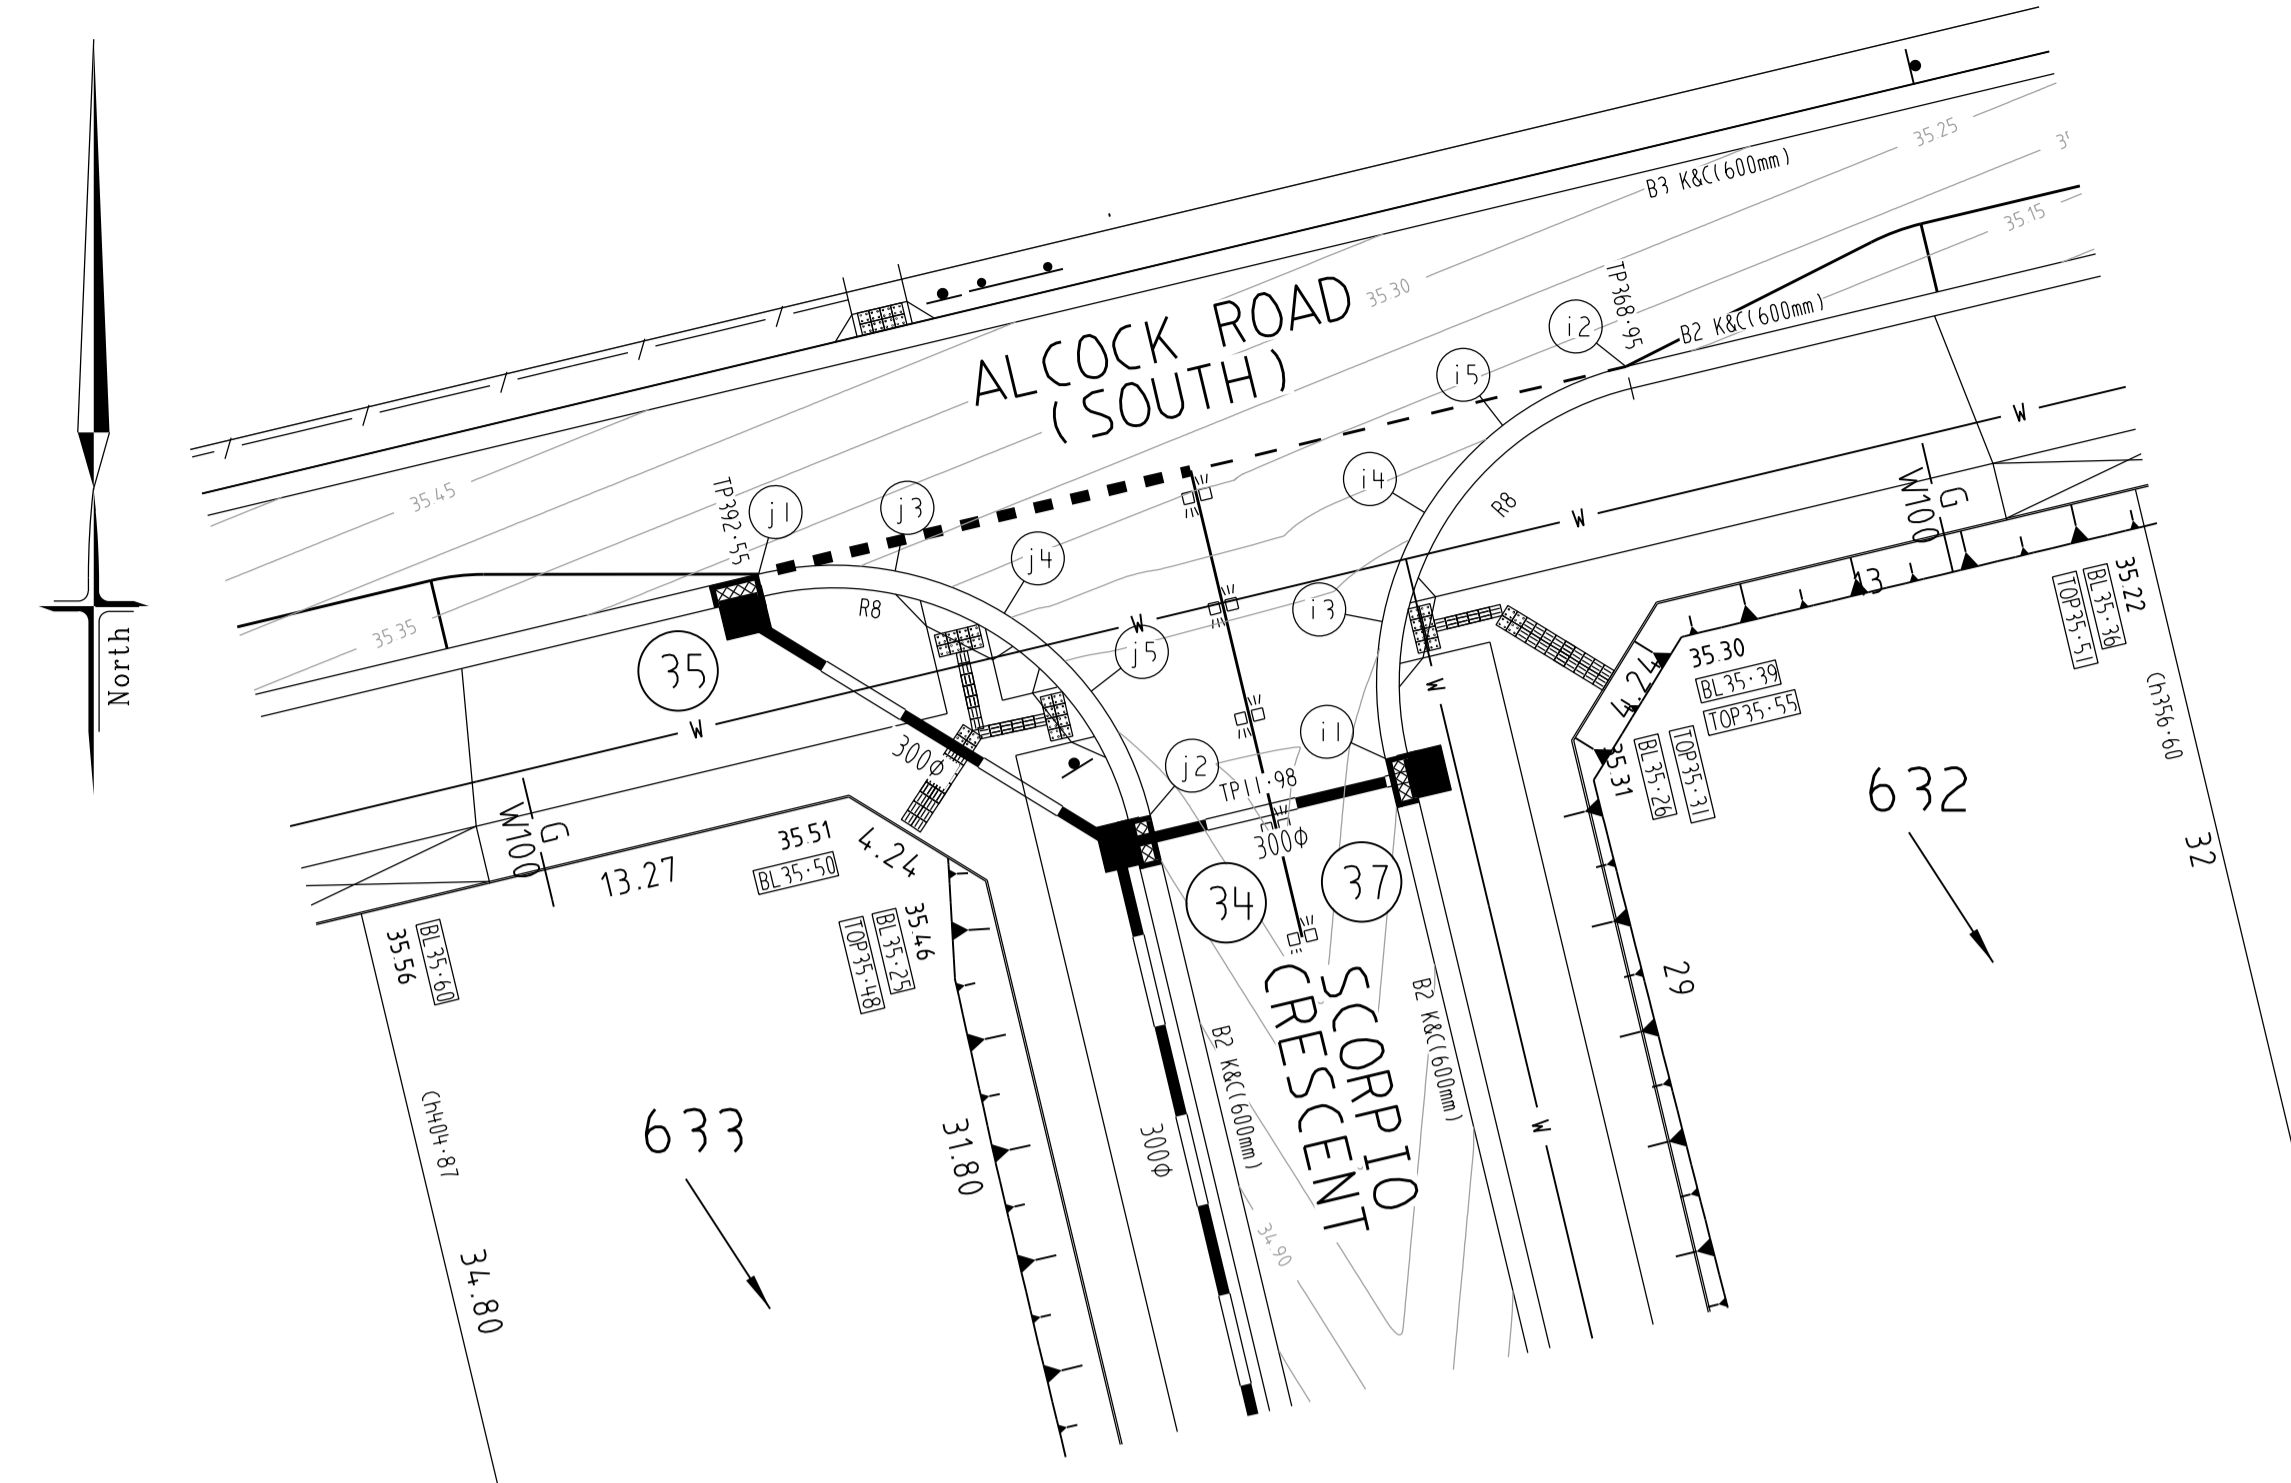 North
B3 K&C(600mm)
35.25
35.15
B2 K&C(600mm)
TP368·95
i2
35.30
ALCOCK ROAD
(SOUTH)
i5
W
35.45
TP392·55
j1
j3
j4
i4
R8
W
W100
G
35.35
R8
W
j5
i3
13
35.22
BL35·36
TOP35·51
35
W
300Φ
j2
TP11·98
i1
W
4.24
35.30
BL35·39
TOP35·55
35.31
BL35·26
TOP35·31
Ch356·60
632
32
W100
G
13.27
35.51
BL35·50
4.24
300Φ
34
37
35.46
BL35·25
TOP35·48
BL35·60
35.56
SCORPIO
CRESCENT
B2 K&C(600mm)
B2 K&C(600mm)
29
Ch404·87
633
31.80
300Φ
W
34.90
34.80